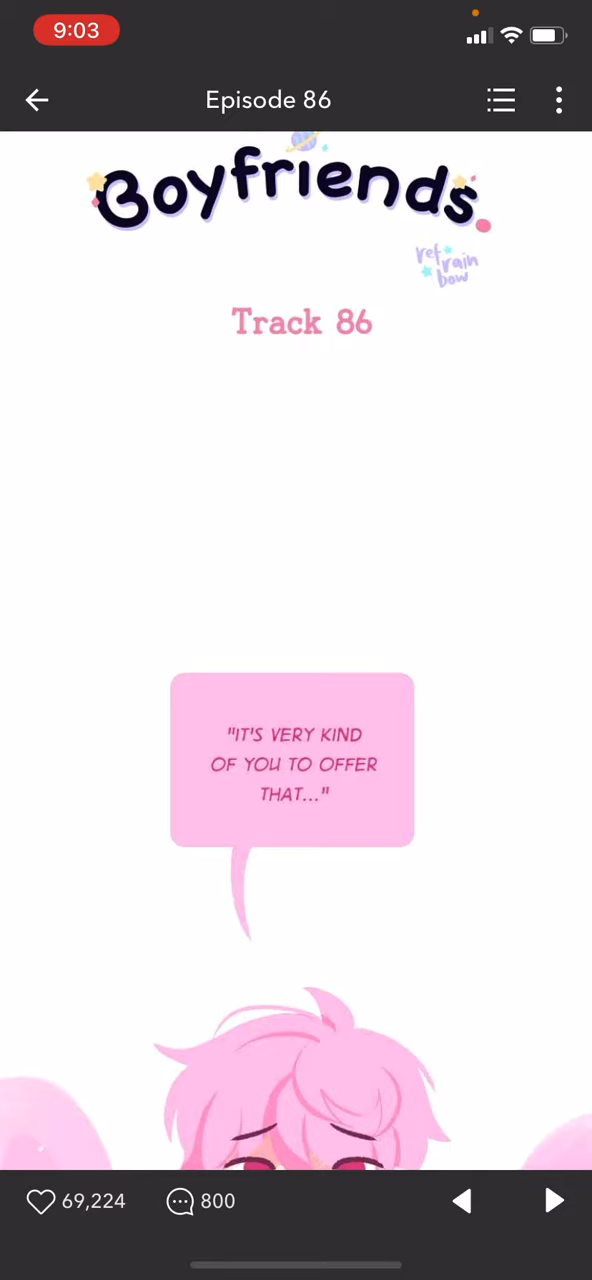 9:03
Episode 86
Boyfriends.
ref
rain
bow
Track 86
"IT'S VERY KIND
OF YOU TO OFFER
THAT..."
69,224
800